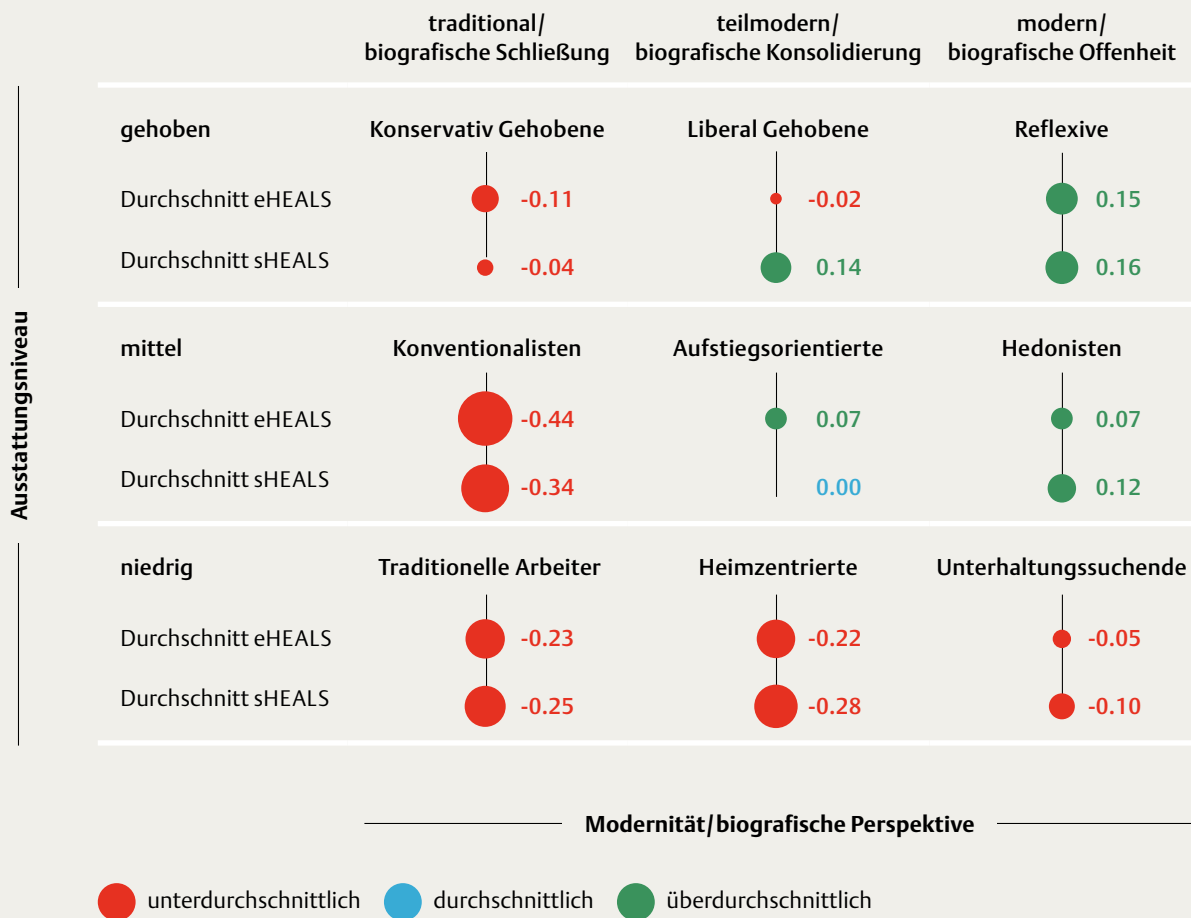 traditional/
biografische Schließung
teilmodern/
biografische Konsolidierung
modern/
biografische Offenheit
Ausstattungsniveau
gehoben
Konservativ Gehobene
Liberal Gehobene
Reflexive
Durchschnitt eHEALS
-0.11
-0.02
0.15
Durchschnitt sHEALS
-0.04
0.14
0.16
mittel
Konventionalisten
Aufstiegsorientierte
Hedonisten
Durchschnitt eHEALS
-0.44
0.07
0.07
Durchschnitt sHEALS
-0.34
0.00
0.12
niedrig
Traditionelle Arbeiter
Heimzentrierte
Unterhaltungssuchende
Durchschnitt eHEALS
-0.23
-0.22
-0.05
Durchschnitt sHEALS
-0.25
-0.28
-0.10
Modernität/biografische Perspektive
unterdurchschnittlich
durchschnittlich
überdurchschnittlich